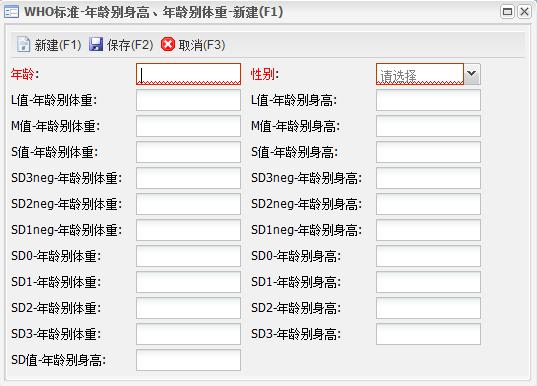 WHO标准-年龄别身高、年龄别体重-新建(F1)
新建(F1) 保存(F2) 取消(F3)
年龄: 性别: 请选择
L值-年龄别体重: L值-年龄别身高:
M值-年龄别体重: M值-年龄别身高:
S值-年龄别体重: S值-年龄别身高:
SD3neg-年龄别体重: SD3neg-年龄别身高:
SD2neg-年龄别体重: SD2neg-年龄别身高:
SD1neg-年龄别体重: SD1neg-年龄别身高:
SD0-年龄别体重: SD0-年龄别身高:
SD1-年龄别体重: SD1-年龄别身高:
SD2-年龄别体重: SD2-年龄别身高:
SD3-年龄别体重: SD3-年龄别身高:
SD值-年龄别身高: